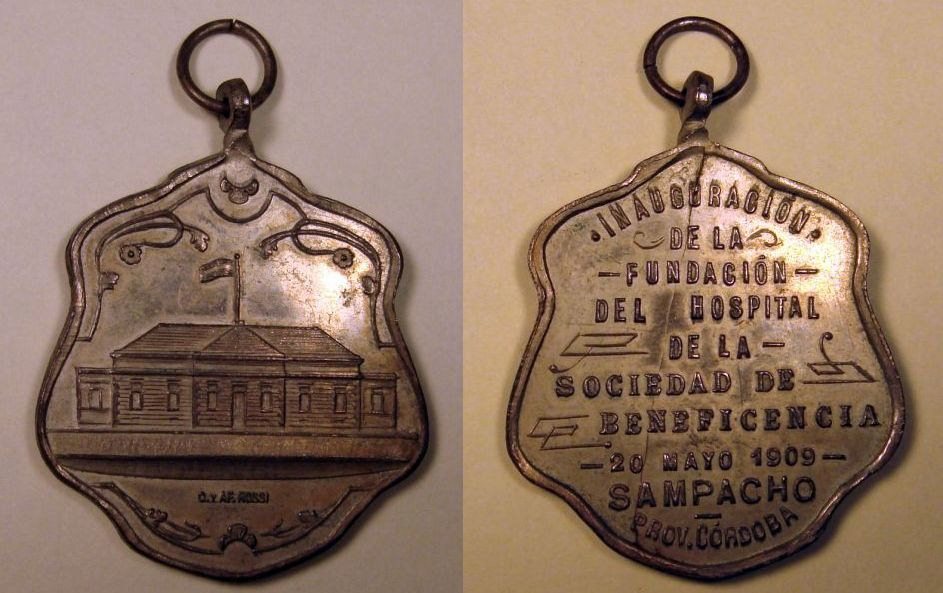 C. Y AF. ROSSI
·INAUGURACIÓN·
DE LA
—FUNDACIÓN—
DEL HOSPITAL
DE LA—
SOCIEDAD DE
BENEFICENCIA
—20 MAYO 1909—
SAMPACHO
—
PROV. CÓRDOBA